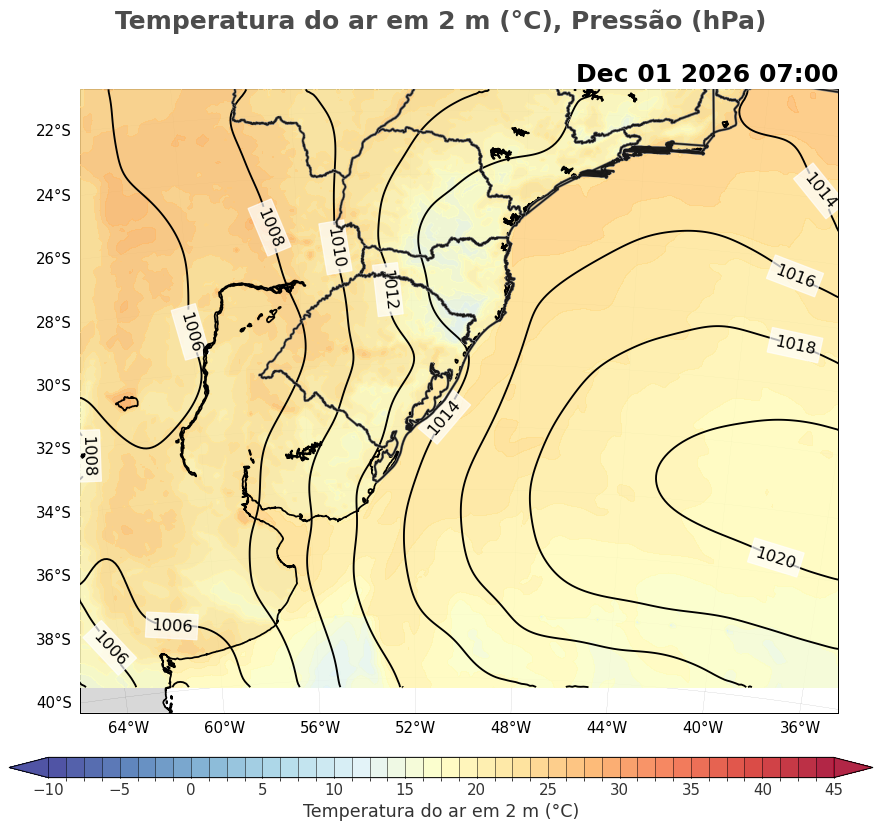 Temperatura do ar em 2 m (°C), Pressão (hPa)
Dec 01 2026 07:00
22°S
24°S
26°S
28°S
30°S
32°S
34°S
36°S
38°S
40°S
1008
1010
1012
1014
1016
1006
1018
1014
1008
1020
1006
1006
64°W
60°W
56°W
52°W
48°W
44°W
40°W
36°W
−10
−5
0
5
10
15
20
25
30
35
40
45
Temperatura do ar em 2 m (°C)